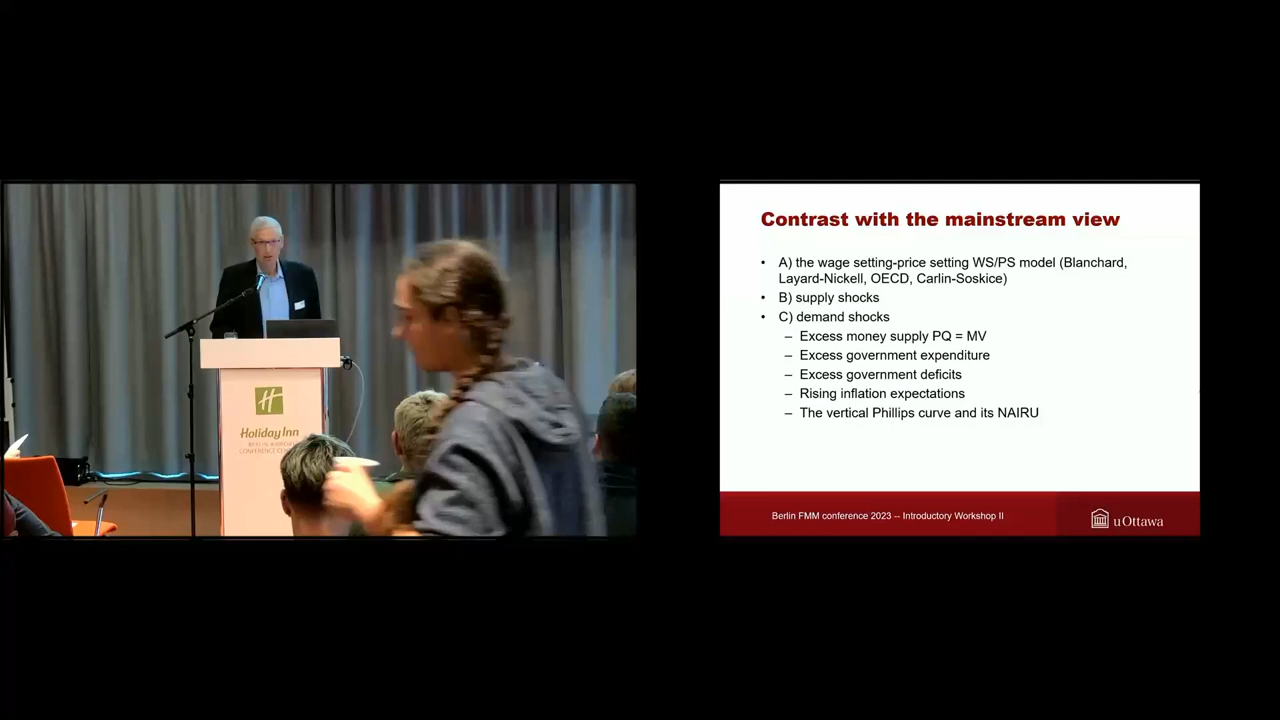 Holiday Inn
Contrast with the mainstream view
• A) the wage setting-price setting WS/PS model (Blanchard,
Layard-Nickell, OECD, Carlin-Soskice)
• B) supply shocks
• C) demand shocks
– Excess money supply PQ = MV
– Excess government expenditure
– Excess government deficits
– Rising inflation expectations
– The vertical Phillips curve and its NAIRU
Berlin FMM conference 2023 -- Introductory Workshop II
uOttawa